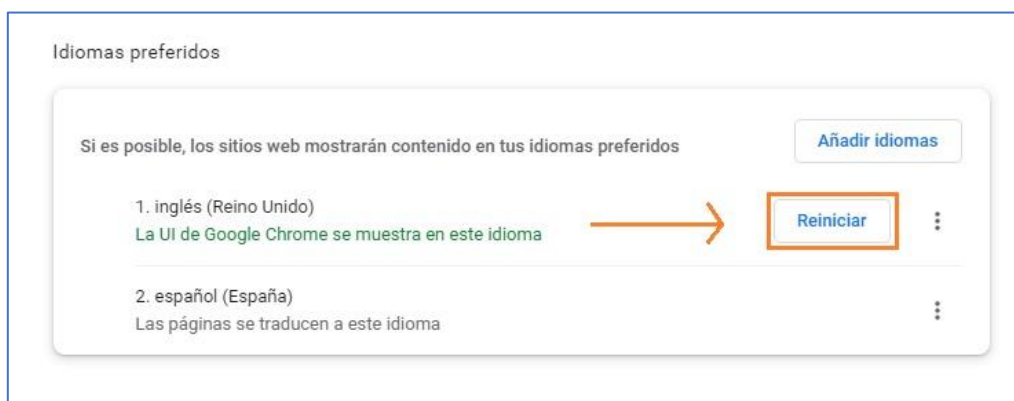 Idiomas preferidos
Si es posible, los sitios web mostrarán contenido en tus idiomas preferidos
Añadir idiomas
1. inglés (Reino Unido)
La UI de Google Chrome se muestra en este idioma
Reiniciar
2. español (España)
Las páginas se traducen a este idioma